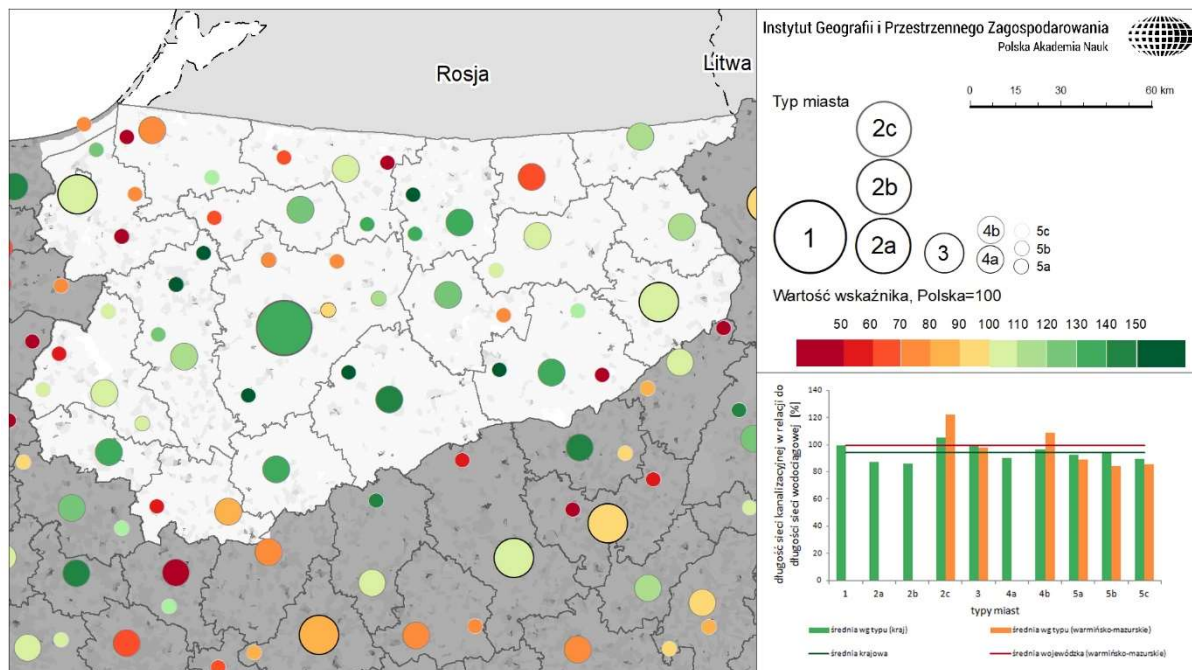 Rosja
Litwa
Instytut Geografii i Przestrzennego Zagospodarowania
Polska Akademia Nauk
0 15 30 60 km
Typ miasta
2c
2b
1
2a
3
4b
4a
5c
5b
5a
Wartość wskaźnika, Polska=100
50 60 70 80 90 100 110 120 130 140 150
długość sieci kanalizacyjnej w relacji do
długości sieci wodociągowej [%]
140
120
100
80
60
40
20
0
1 2a 2b 2c 3 4a 4b 5a 5b 5c
typy miast
średnia wg typu (kraj)
średnia wg typu (warmińsko-mazurskie)
średnia krajowa
średnia wojewódzka (warmińsko-mazurskie)